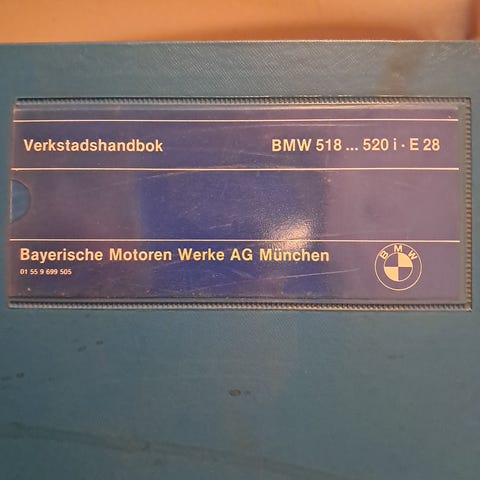 Verkstadshandbok BMW 518 ... 520 i · E 28
Bayerische Motoren Werke AG München
01 55 9 699 505
BMW